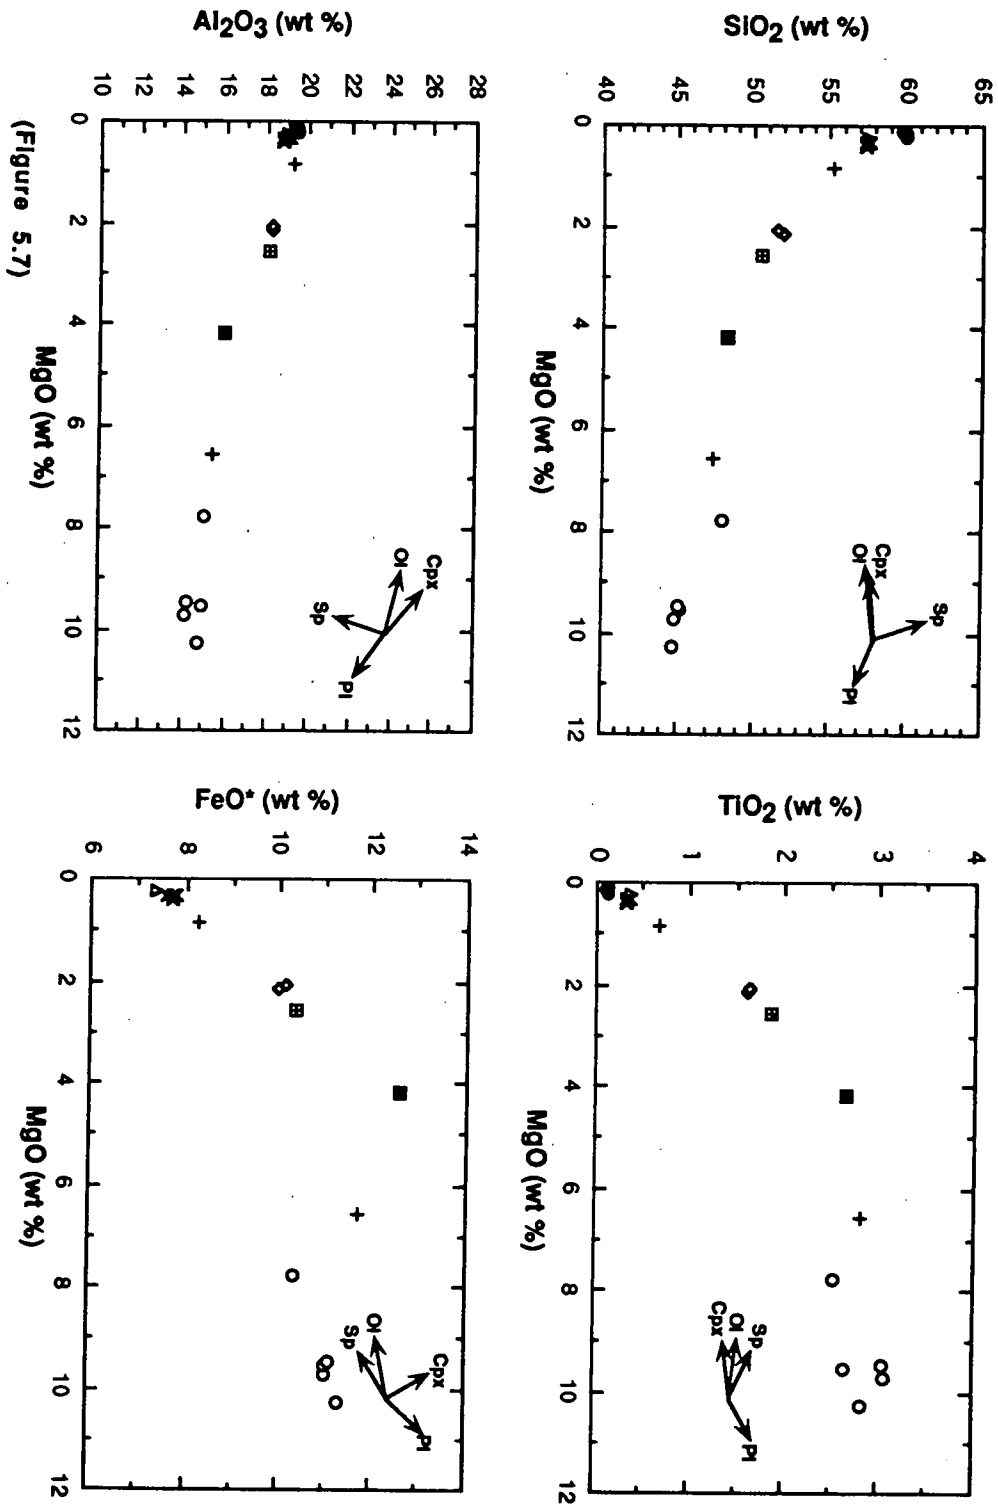 SiO₂ (wt %)
65
60
55
50
45
40
0 2 4 6 8 10 12
MgO (wt %)
Sp
Cpx
Ol
Pl
TiO₂ (wt %)
4
3
2
1
0
0 2 4 6 8 10 12
MgO (wt %)
Sp
Ol
Cpx
Pl
Al₂O₃ (wt %)
28
26
24
22
20
18
16
14
12
10
0 2 4 6 8 10 12
MgO (wt %)
Cpx
Ol
Sp
Pl
FeO* (wt %)
14
12
10
8
6
0 2 4 6 8 10 12
MgO (wt %)
Cpx
Ol
Sp
Pl
(Figure 5.7)